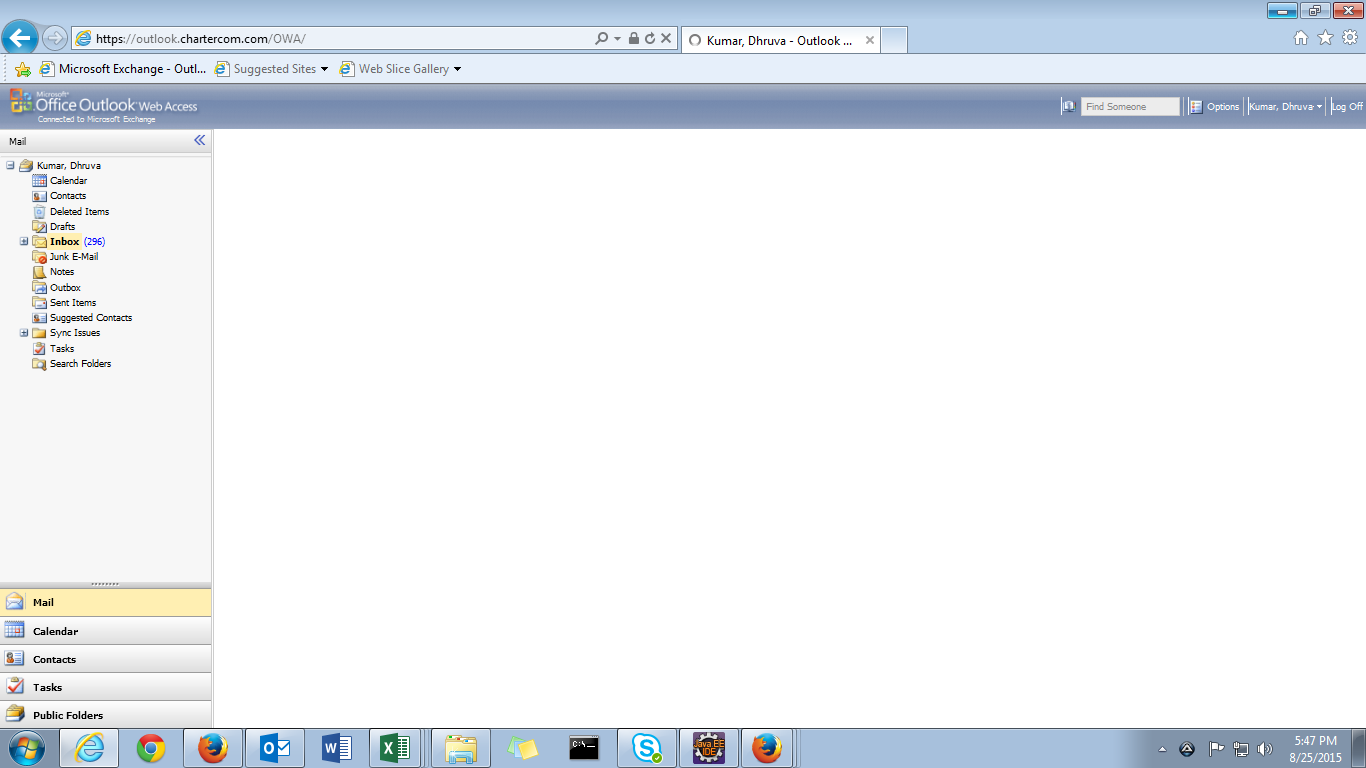 https://outlook.chartercom.com/OWA/
Kumar, Dhruva - Outlook ...
Microsoft Exchange - Outl...
Suggested Sites
Web Slice Gallery
Microsoft®
Office Outlook Web Access
Connected to Microsoft Exchange
Find Someone
Options
Kumar, Dhruva
Log Off
Mail
Kumar, Dhruva
Calendar
Contacts
Deleted Items
Drafts
Inbox (296)
Junk E-Mail
Notes
Outbox
Sent Items
Suggested Contacts
Sync Issues
Tasks
Search Folders
Mail
Calendar
Contacts
Tasks
Public Folders
C:\_
Java EE
IDE
5:47 PM
8/25/2015